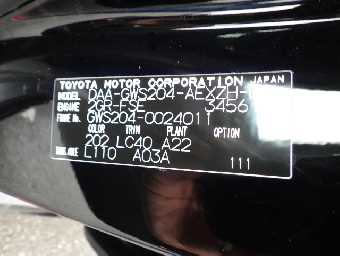 TOYOTA MOTOR CORPORATION JAPAN
MODEL DAA-GWS204-AEXZH
ENGINE 2GR-FSE 3456
FRAME No. GWS204-0024011
COLOR TRIM PLANT OPTION
202 LC40 A22
L110 A03A
111